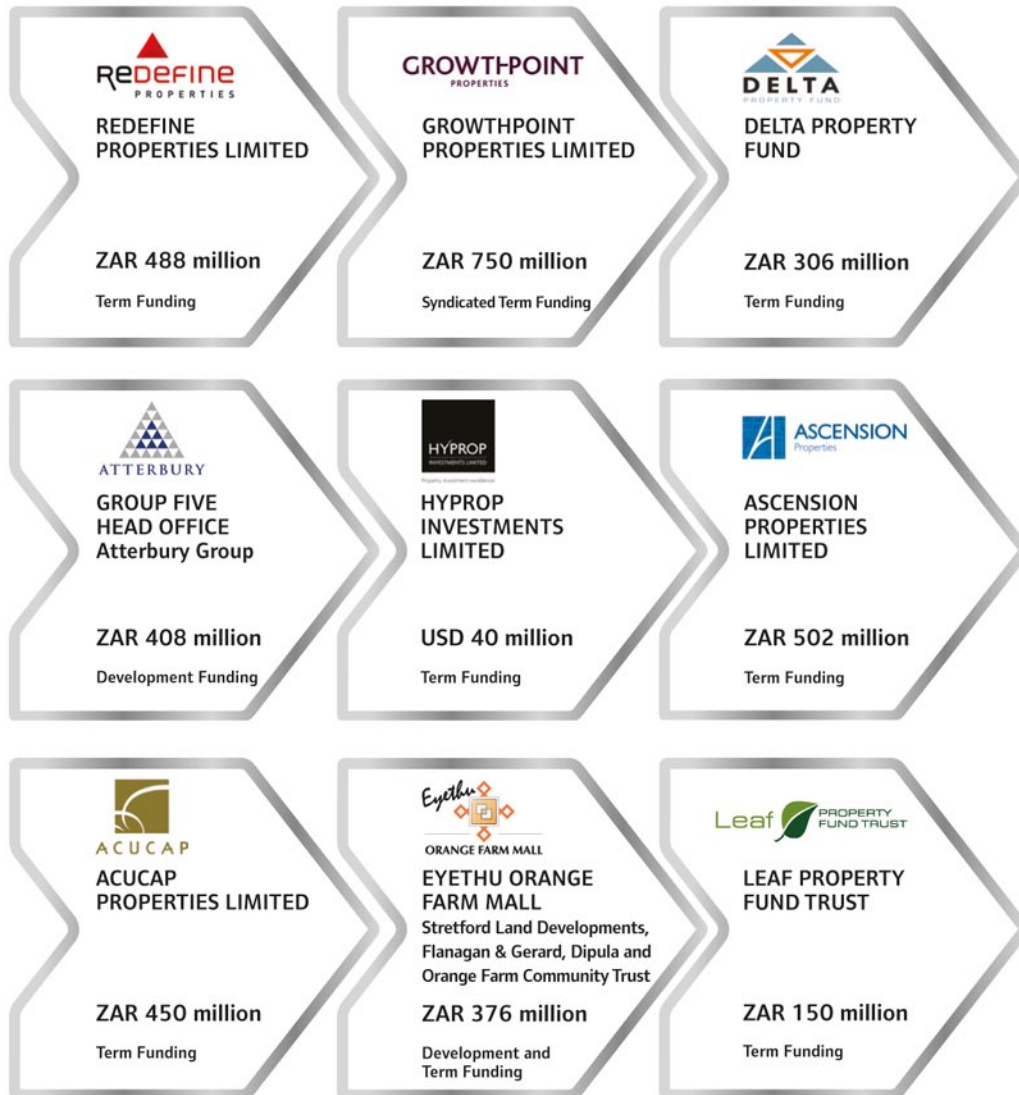 REDEFINE
PROPERTIES
REDEFINE
PROPERTIES LIMITED
ZAR 488 million
Term Funding
GROWTHPOINT
PROPERTIES
GROWTHPOINT
PROPERTIES LIMITED
ZAR 750 million
Syndicated Term Funding
DELTA
PROPERTY FUND
DELTA PROPERTY
FUND
ZAR 306 million
Term Funding
ATTERBURY
GROUP FIVE
HEAD OFFICE
Atterbury Group
ZAR 408 million
Development Funding
HYPROP
INVESTMENTS LIMITED
Property investment excellence
HYPROP
INVESTMENTS
LIMITED
USD 40 million
Term Funding
ASCENSION
Properties
ASCENSION
PROPERTIES
LIMITED
ZAR 502 million
Term Funding
ACUCAP
ACUCAP
PROPERTIES LIMITED
ZAR 450 million
Term Funding
Eyethu
ORANGE FARM MALL
EYETHU ORANGE
FARM MALL
Stretford Land Developments,
Flanagan & Gerard, Dipula and
Orange Farm Community Trust
ZAR 376 million
Development and
Term Funding
Leaf PROPERTY
FUND TRUST
LEAF PROPERTY
FUND TRUST
ZAR 150 million
Term Funding